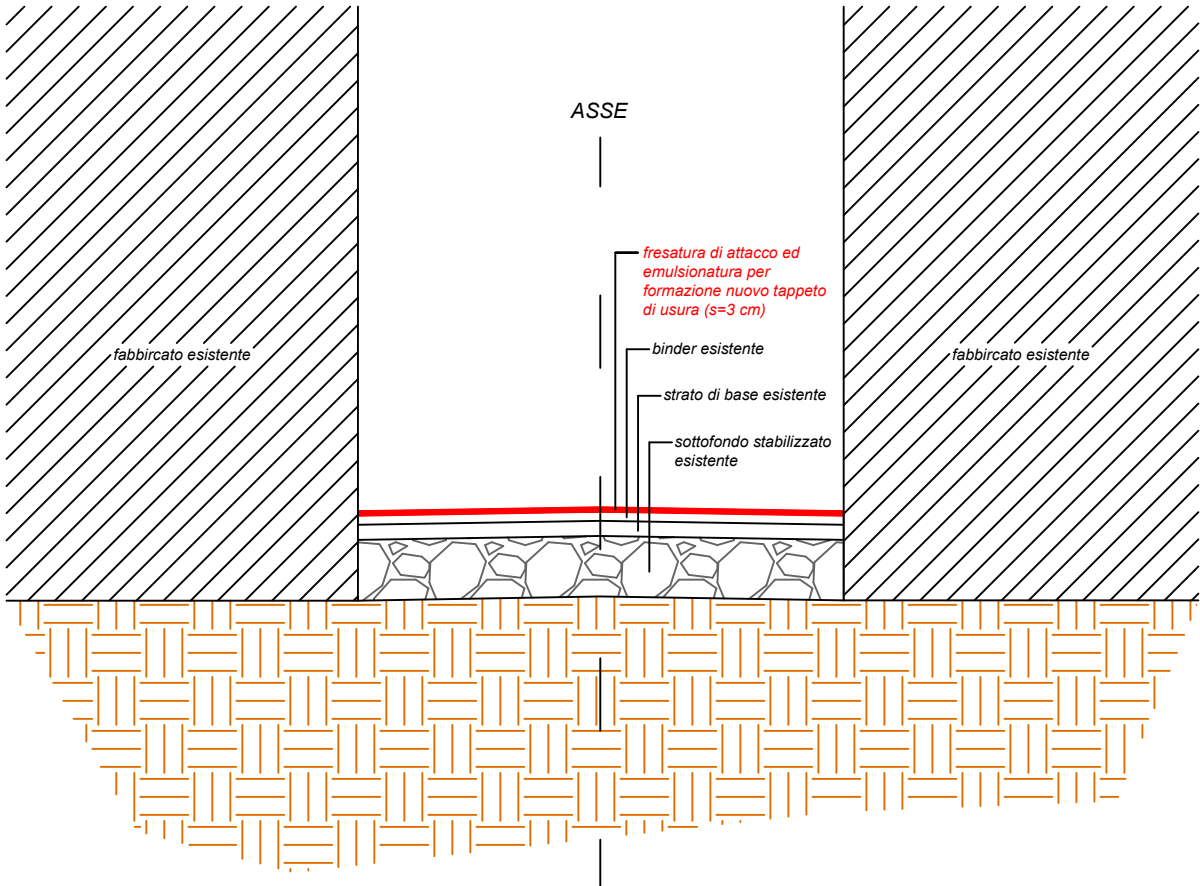 ASSE
fresatura di attacco ed
emulsionatura per
formazione nuovo tappeto
di usura (s=3 cm)
fabbircato esistente
binder esistente
fabbircato esistente
strato di base esistente
sottofondo stabilizzato
esistente